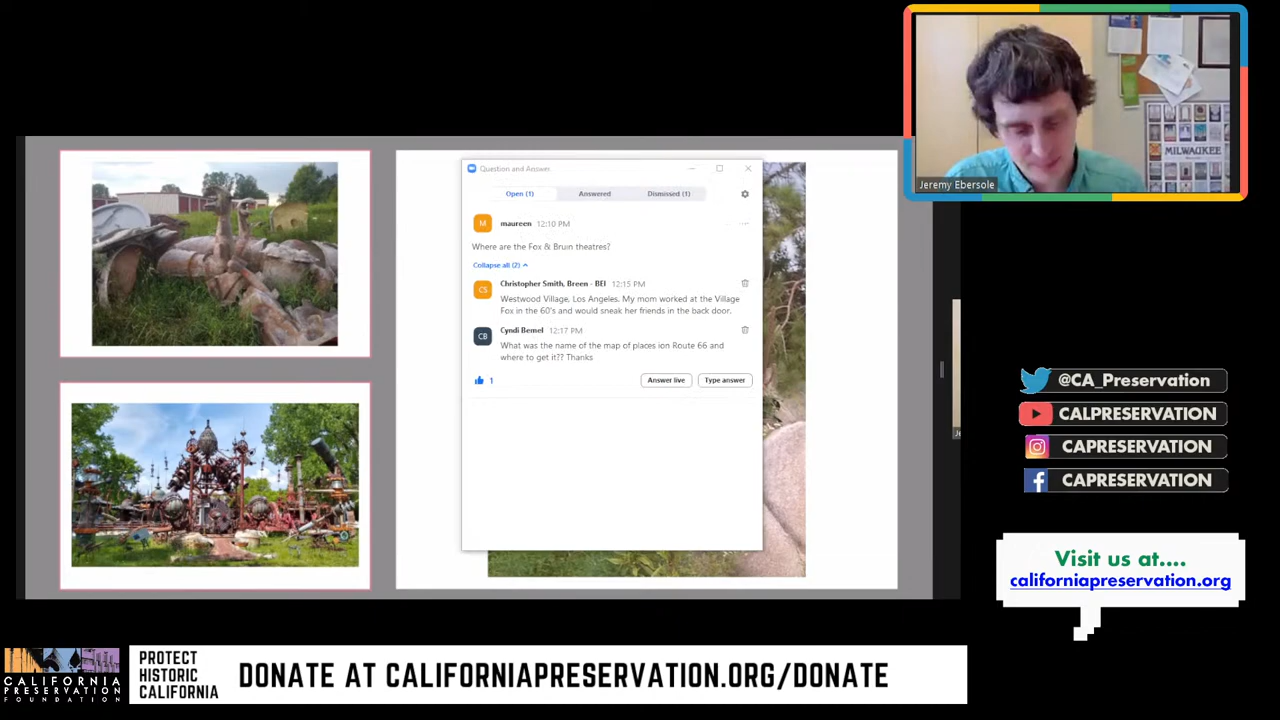 Jeremy Ebersole
MILWAUKEE
Question and Answer
Open (1)
Answered
Dismissed (1)
M
maureen 12:10 PM
Where are the Fox & Bruin theatres?
Collapse all (2)
CS
Christopher Smith, Breen - BEI 12:15 PM
Westwood Village, Los Angeles. My mom worked at the Village
Fox in the 60's and would sneak her friends in the back door.
CB
Cyndi Bemel 12:17 PM
What was the name of the map of places ion Route 66 and
where to get it?? Thanks
1
Answer live
Type answer
@CA_Preservation
CALPRESERVATION
CAPRESERVATION
CAPRESERVATION
Visit us at....
californiapreservation.org
CALIFORNIA
PRESERVATION
FOUNDATION
PROTECT
HISTORIC
CALIFORNIA
DONATE AT CALIFORNIAPRESERVATION.ORG/DONATE